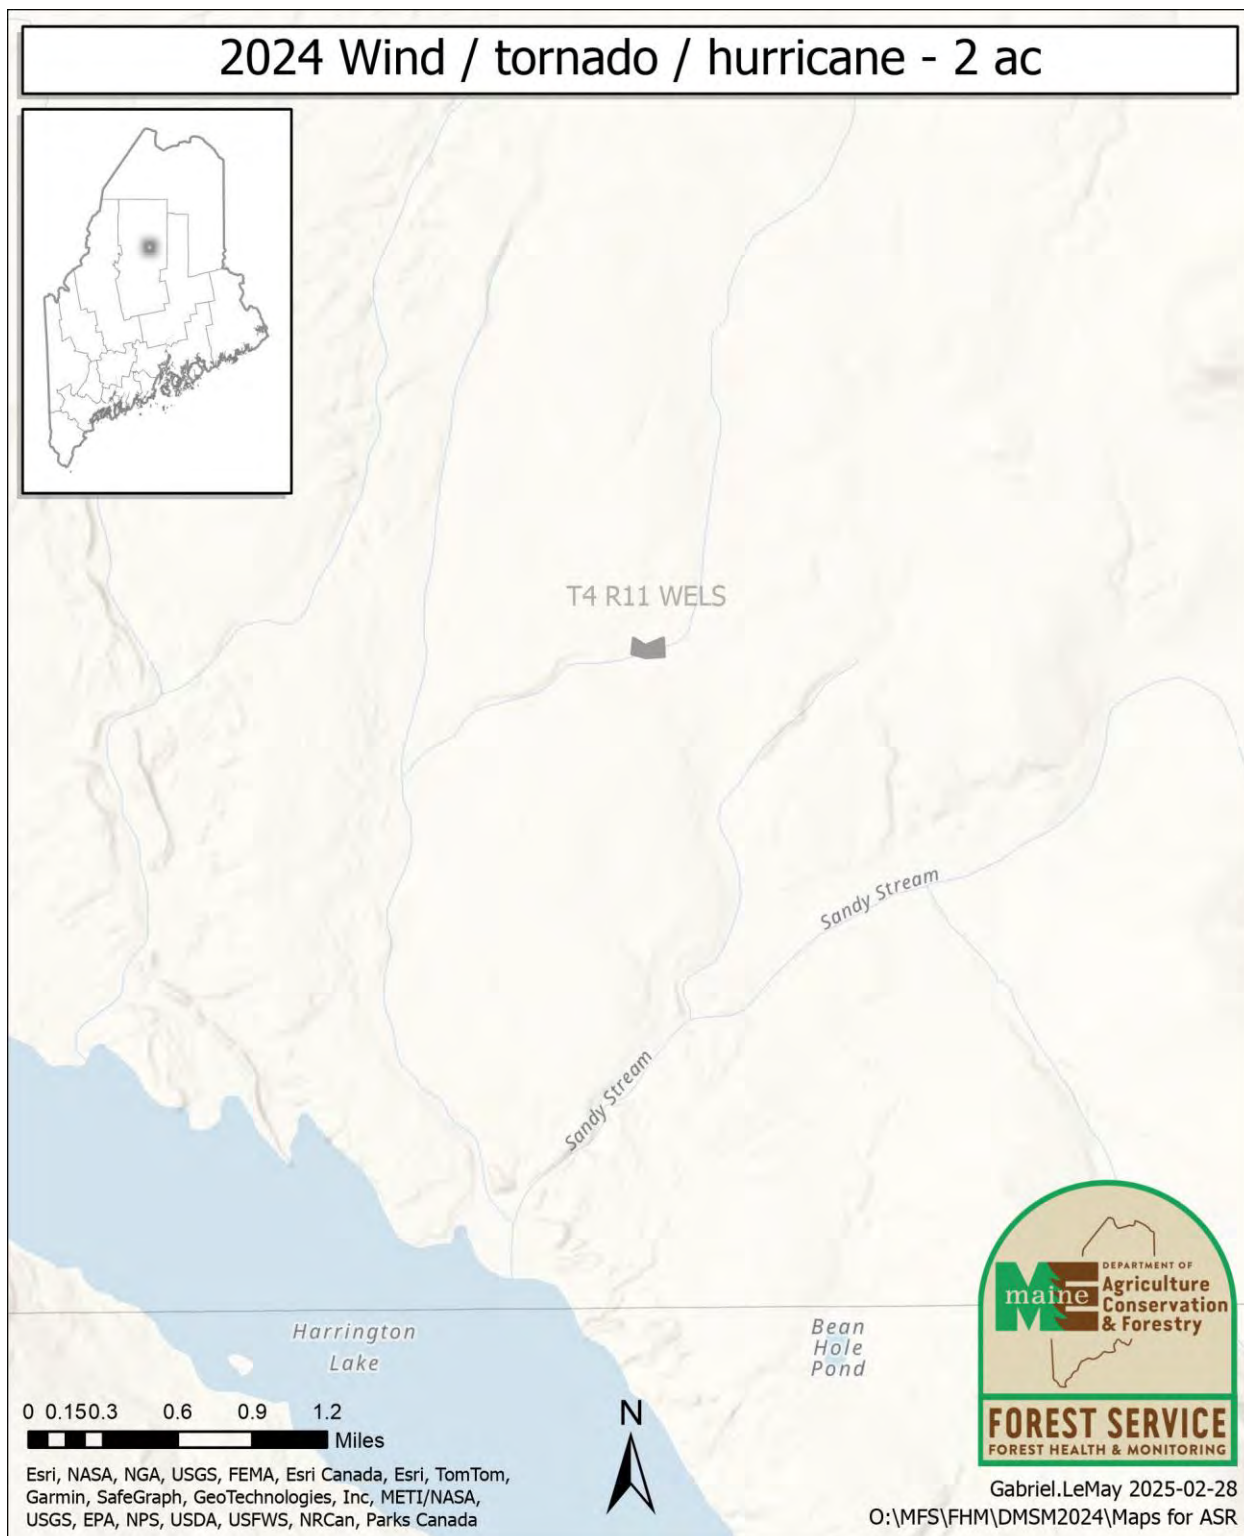 2024 Wind / tornado / hurricane - 2 ac
T4 R11 WELS
Sandy Stream
Sandy Stream
Harrington
Lake
Bean
Hole
Pond
0 0.15 0.3 0.6 0.9 1.2
Miles
N
maine
DEPARTMENT OF
Agriculture
Conservation
& Forestry
FOREST SERVICE
FOREST HEALTH & MONITORING
Esri, NASA, NGA, USGS, FEMA, Esri Canada, Esri, TomTom,
Garmin, SafeGraph, GeoTechnologies, Inc, METI/NASA,
USGS, EPA, NPS, USDA, USFWS, NRCan, Parks Canada
Gabriel.LeMay 2025-02-28
O:\MFS\FHM\DMSM2024\Maps for ASR